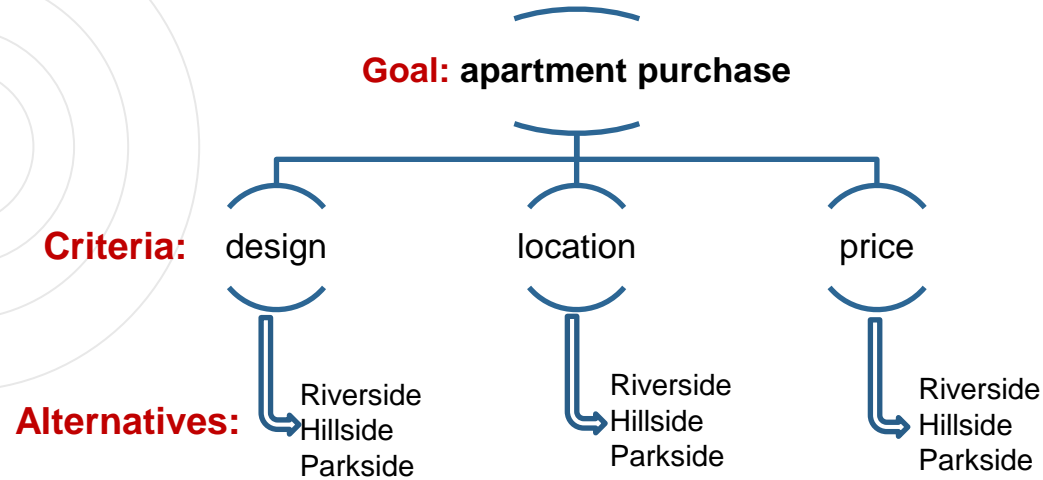 Goal: apartment purchase
Criteria:
design
location
price
Alternatives:
Riverside
Hillside
Parkside
Riverside
Hillside
Parkside
Riverside
Hillside
Parkside